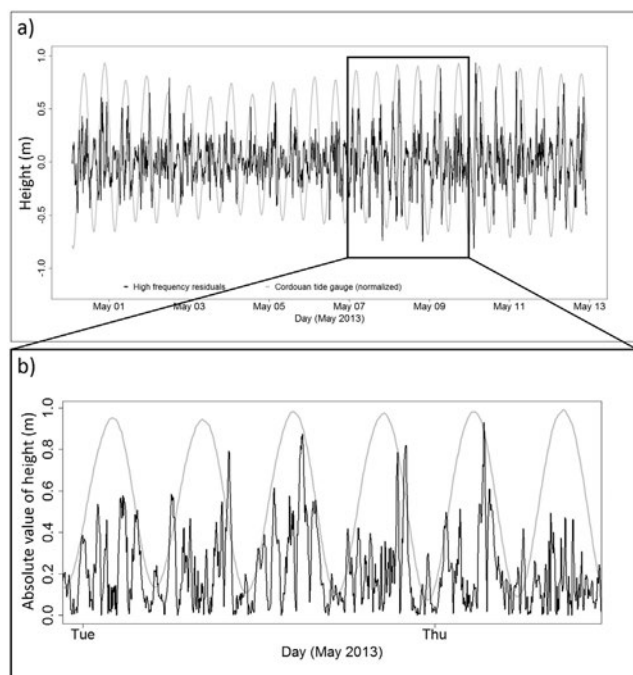 a)
Height (m)
1.0
0.5
0.0
-0.5
-1.0
High frequency residuals
Cordouan tide gauge (normalized)
May 01 May 03 May 05 May 07 May 09 May 11 May 13
Day (May 2013)
b)
Absolute value of height (m)
1.0
0.8
0.6
0.4
0.2
0.0
Tue Thu
Day (May 2013)